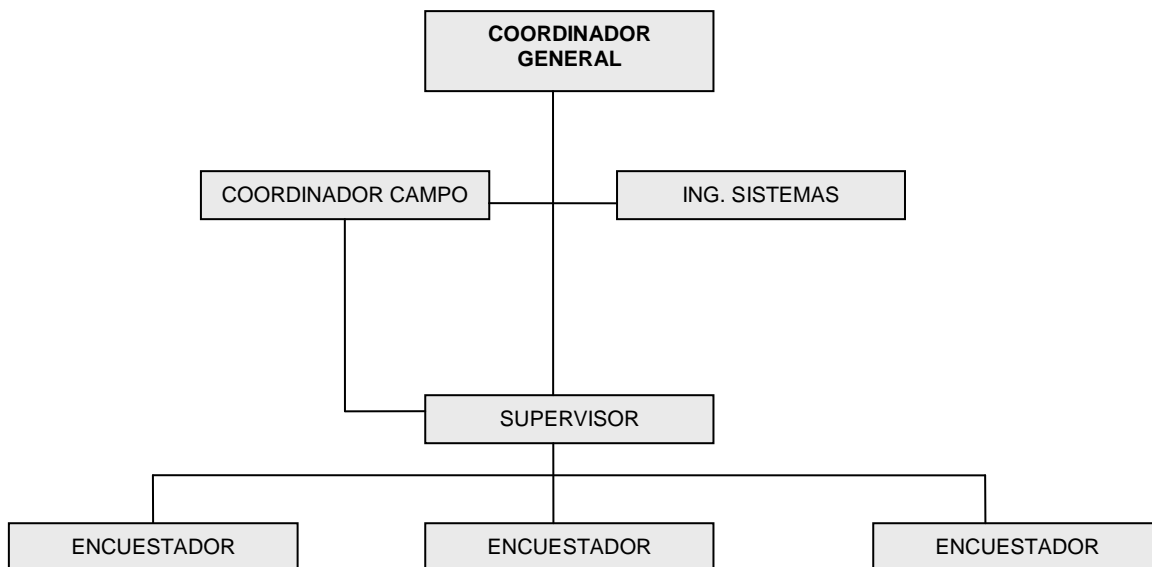 COORDINADOR
GENERAL
COORDINADOR CAMPO
ING. SISTEMAS
SUPERVISOR
ENCUESTADOR
ENCUESTADOR
ENCUESTADOR